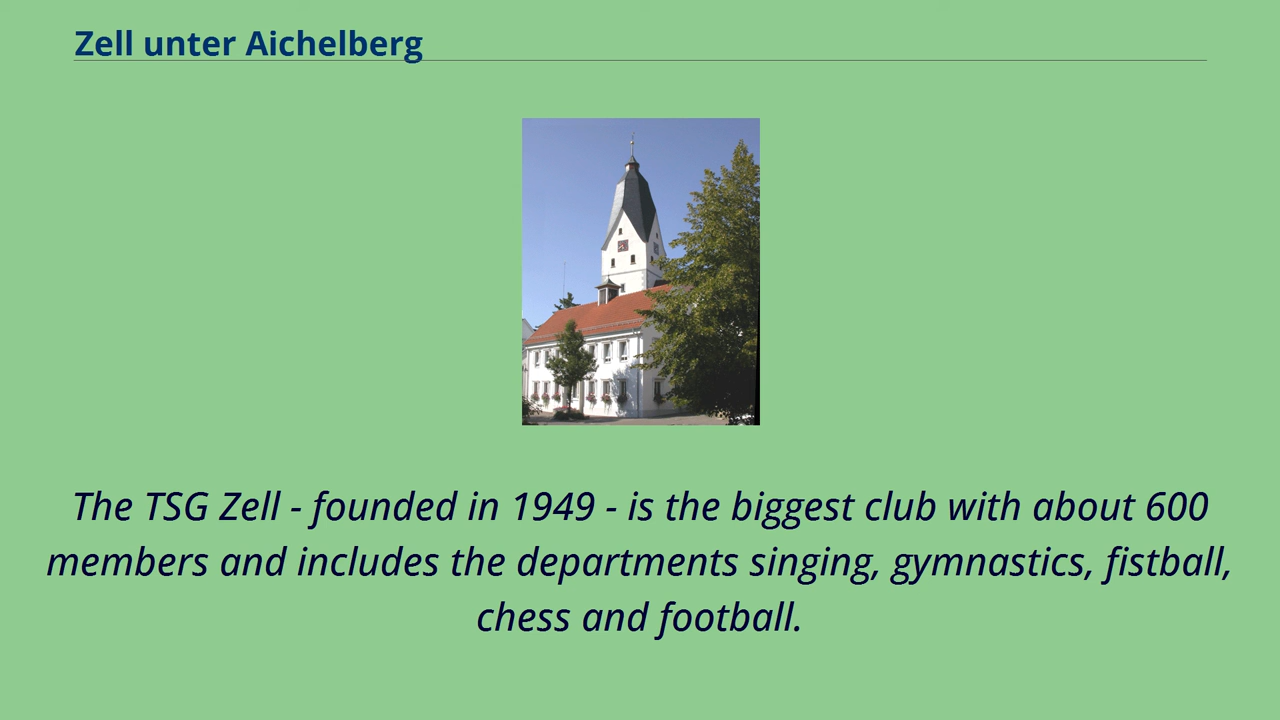 Zell unter Aichelberg
The TSG Zell - founded in 1949 - is the biggest club with about 600
members and includes the departments singing, gymnastics, fistball,
chess and football.